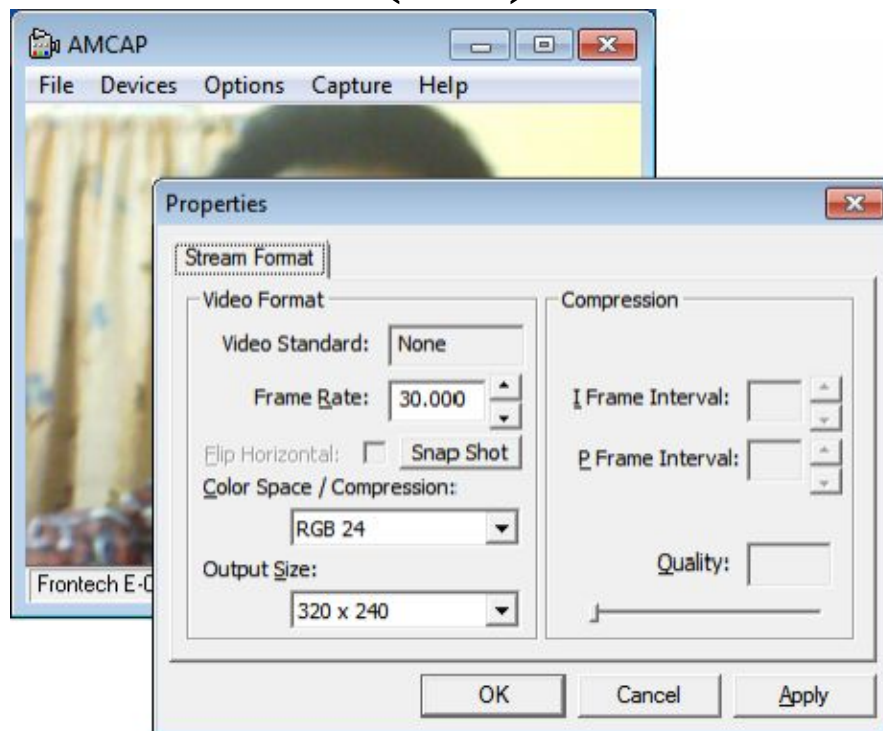 AMCAP
File Devices Options Capture Help
Properties
Stream Format
Video Format
Video Standard: None
Frame Rate: 30.000
Flip Horizontal: Snap Shot
Color Space / Compression:
RGB 24
Output Size:
320 x 240
Compression
I Frame Interval:
P Frame Interval:
Quality:
Frontech
OK Cancel Apply